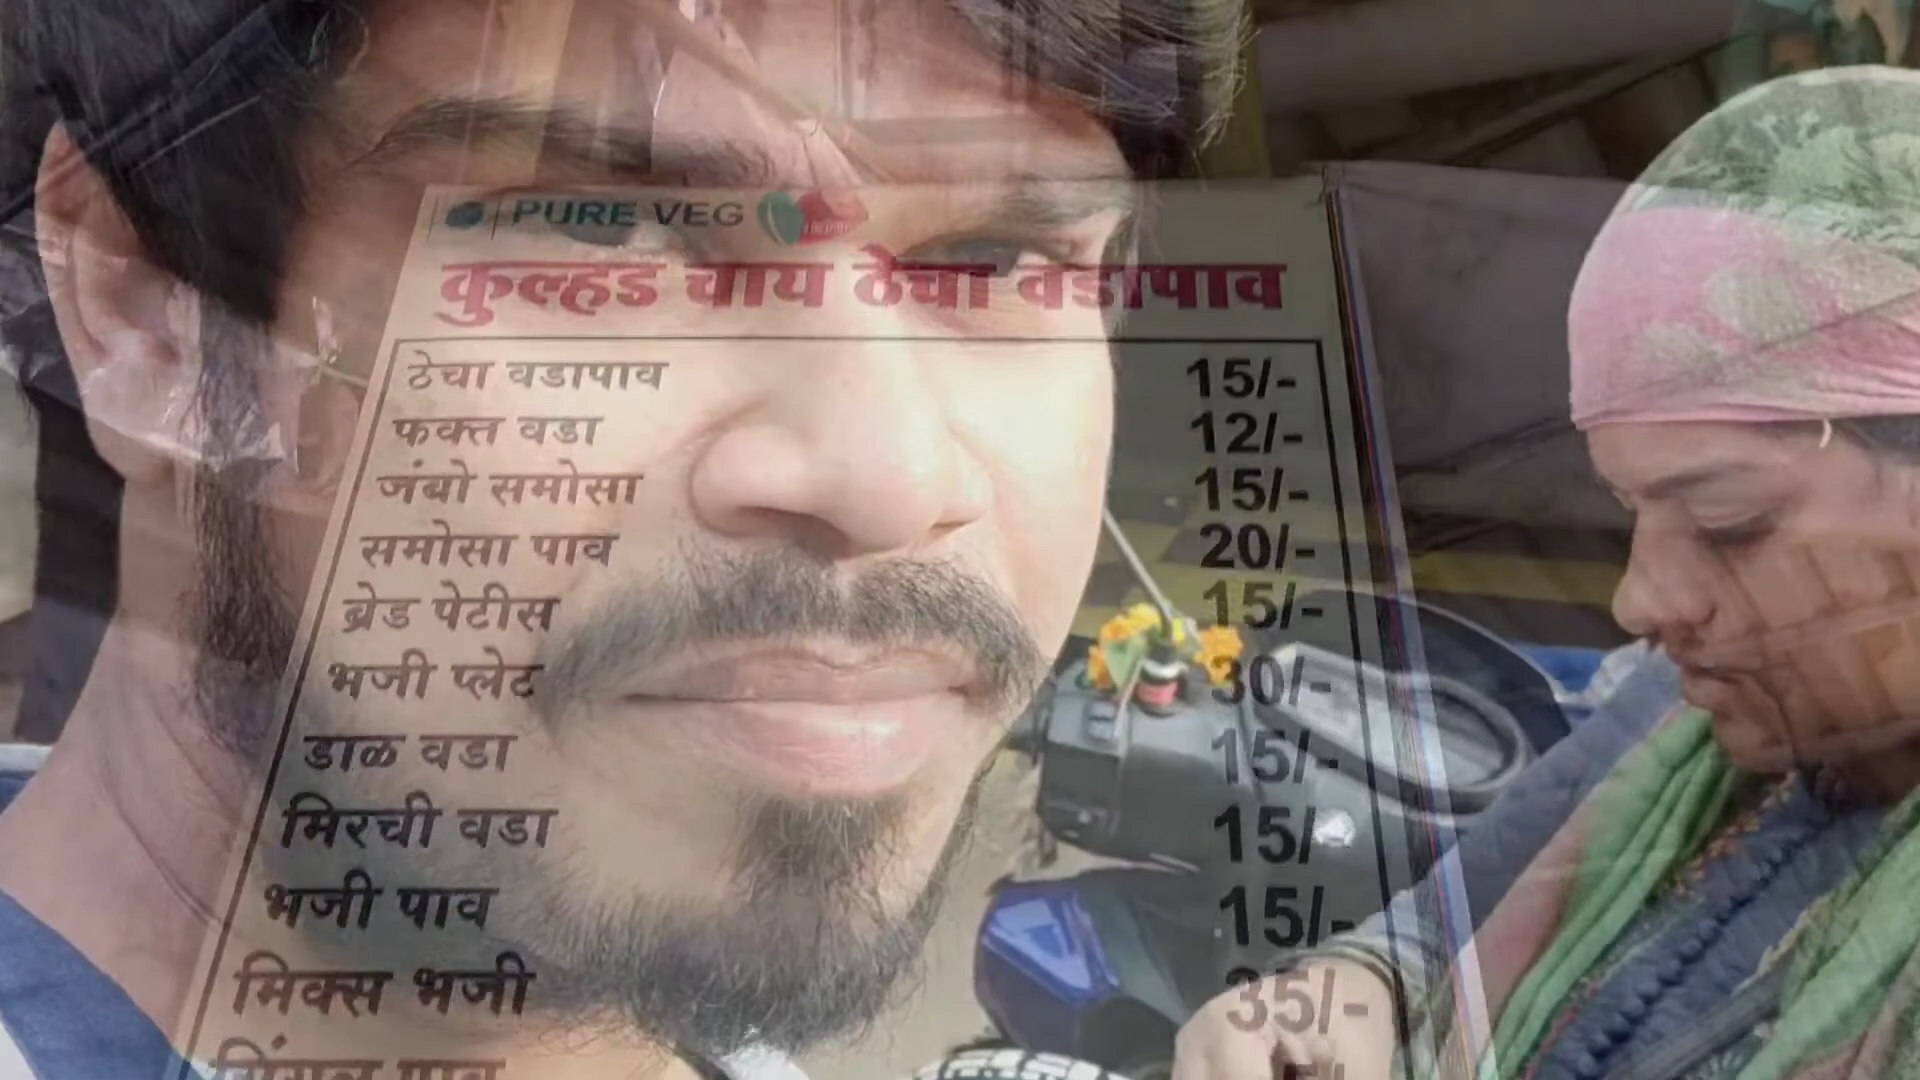 PURE VEG
कुल्हड चाय ठेचा वडापाव
ठेचा वडापाव 15/-
फक्त वडा 12/-
जंबो समोसा 15/-
समोसा पाव 20/-
ब्रेड पेटीस 15/-
भजी प्लेट 30/-
डाळ वडा 15/-
मिरची वडा 15/-
भजी पाव 15/-
मिक्स भजी 35/-